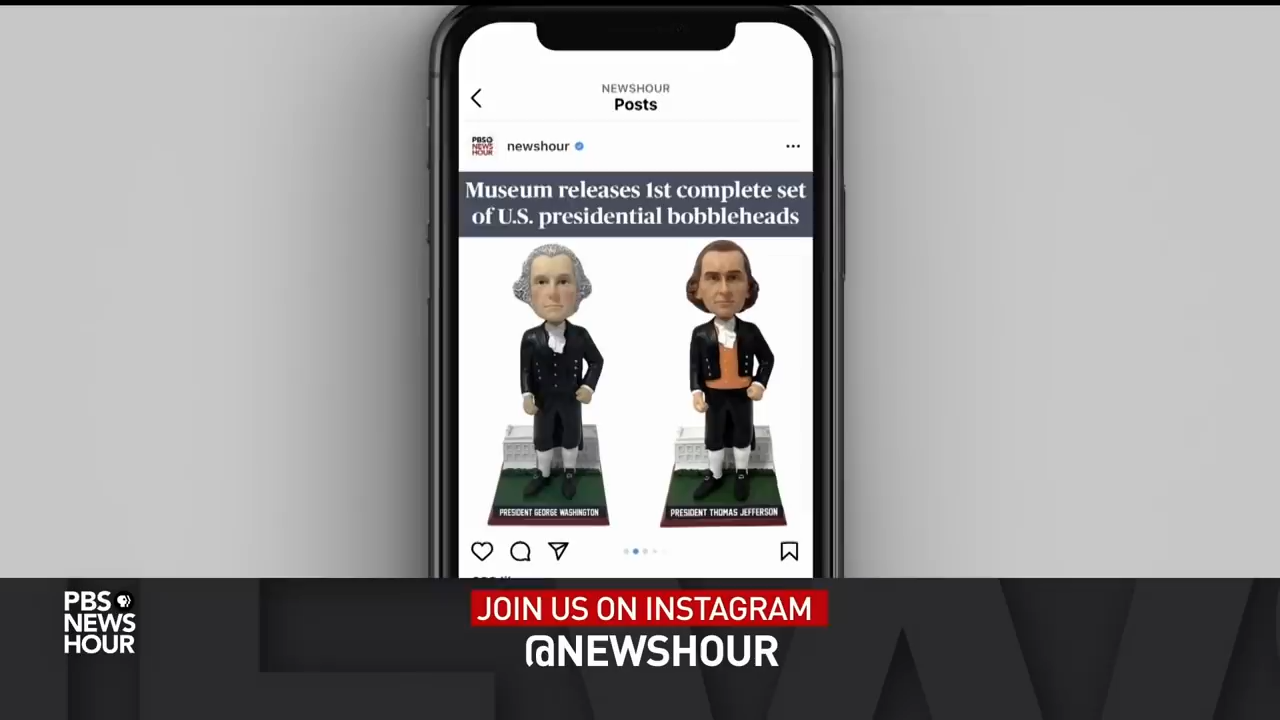 NEWSHOUR
Posts
PBS
NEWS
HOUR
newshour
Museum releases 1st complete set
of U.S. presidential bobbleheads
PRESIDENT GEORGE WASHINGTON
PRESIDENT THOMAS JEFFERSON
PBS
NEWS
HOUR
JOIN US ON INSTAGRAM
@NEWSHOUR